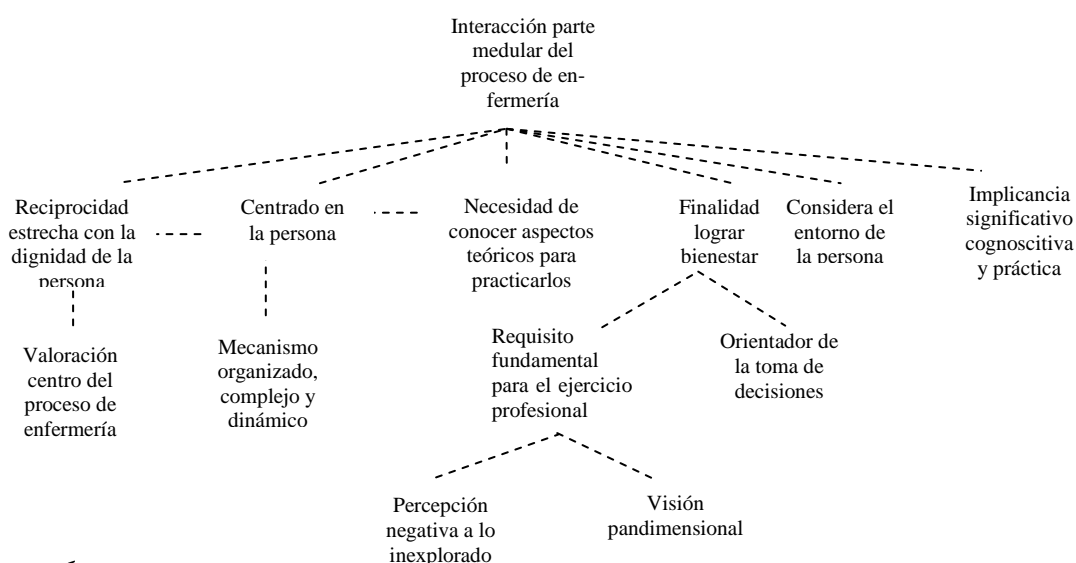 Interacción parte
medular del
proceso de en-
fermería
Reciprocidad
estrecha con la
dignidad de la
persona
Centrado en
la persona
Necesidad de
conocer aspectos
teóricos para
practicarlos
Finalidad
lograr
bienestar
Considera el
entorno de
la persona
Implicancia
significativo
cognoscitiva
y práctica
Valoración
centro del
proceso de
enfermería
Mecanismo
organizado,
complejo y
dinámico
Requisito
fundamental
para el ejercicio
profesional
Orientador de
la toma de
decisiones
Percepción
negativa a lo
inexplorado
Visión
pandimensional